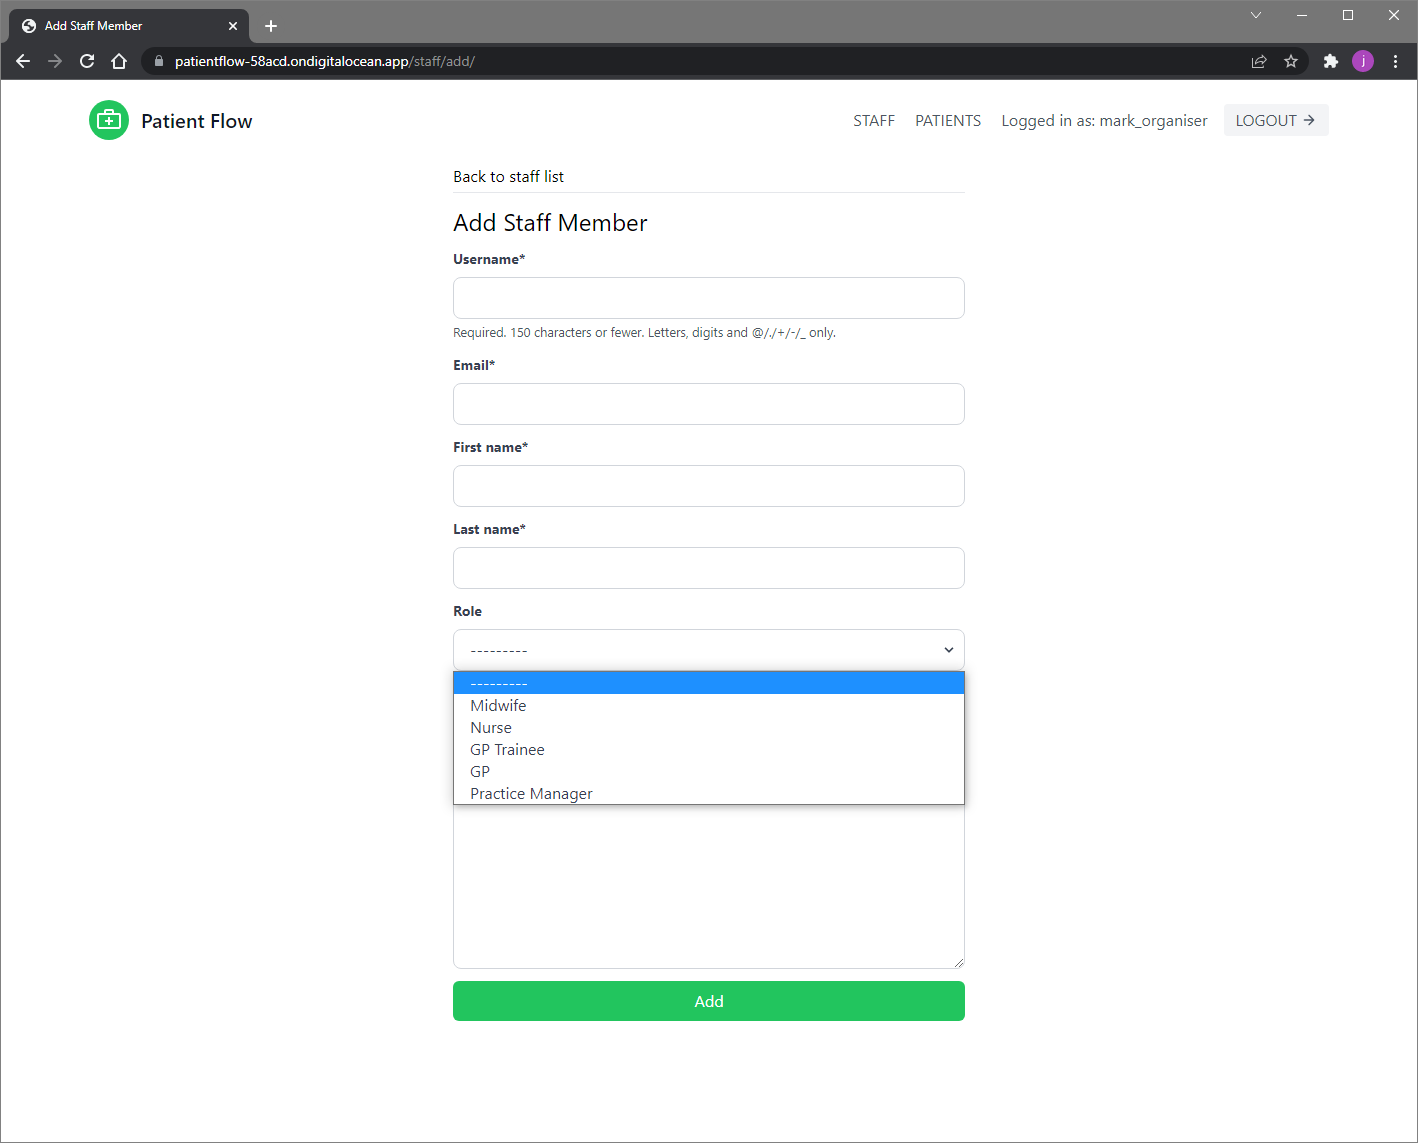 Add Staff Member
patientflow-58acd.ondigitalocean.app/staff/add/
j
Patient Flow
STAFF PATIENTS Logged in as: mark_organiser LOGOUT →
Back to staff list
Add Staff Member
Username*
Required. 150 characters or fewer. Letters, digits and @/./+/-/_ only.
Email*
First name*
Last name*
Role
---------
---------
Midwife
Nurse
GP Trainee
GP
Practice Manager
Add